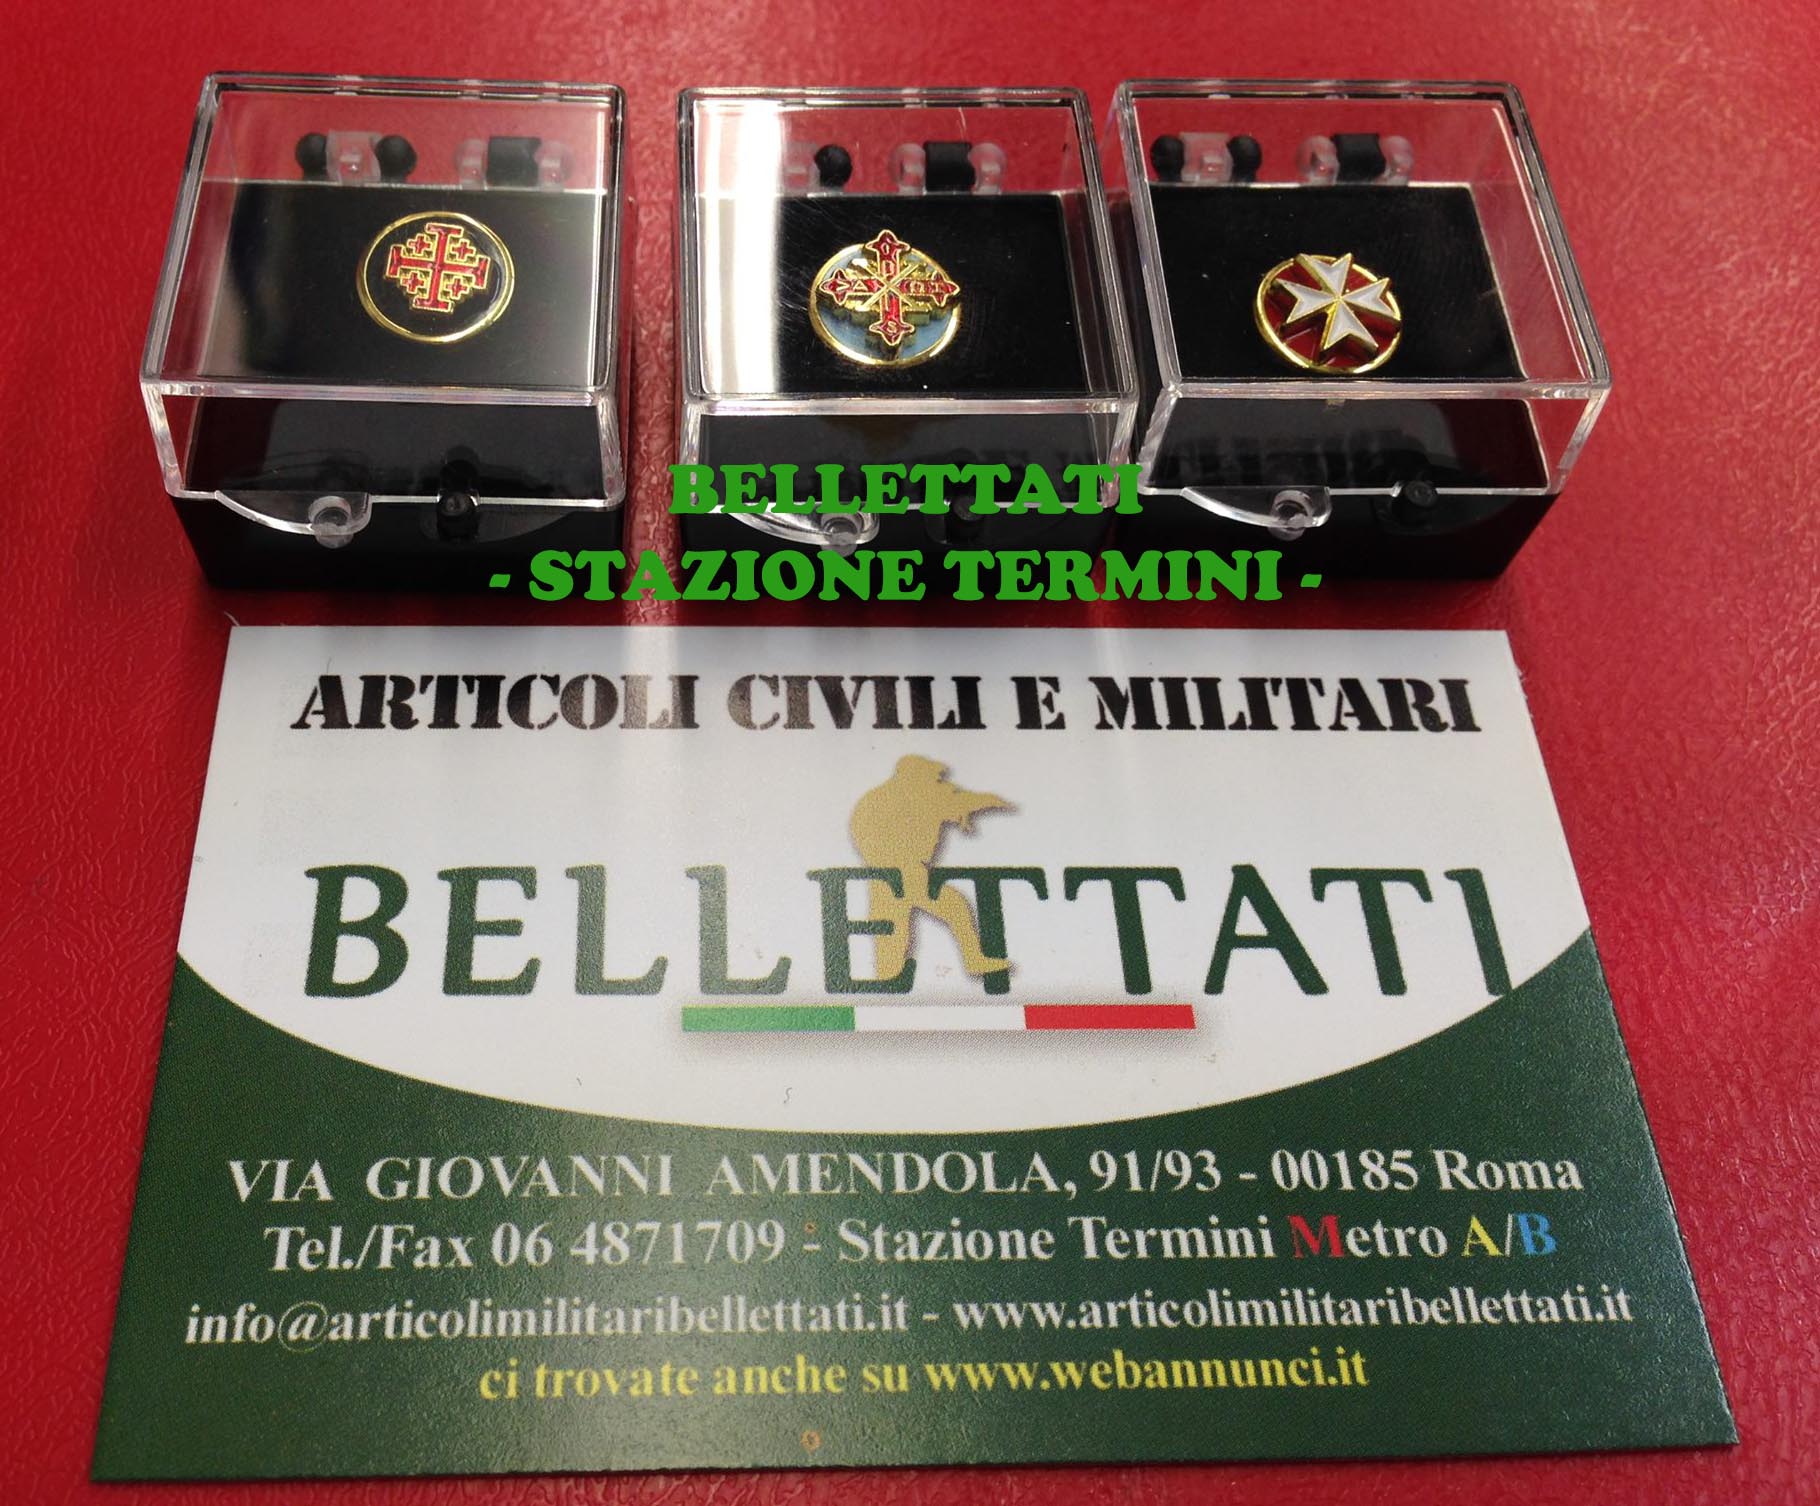 BELLETTATI
- STAZIONE TERMINI -
ARTICOLI CIVILI E MILITARI
BELLETTATI
VIA GIOVANNI AMENDOLA, 91/93 - 00185 Roma
Tel./Fax 06 4871709 - Stazione Termini Metro A/B
info@articolimilitaribellettati.it - www.articolimilitaribellettati.it
ci trovate anche su www.webannunci.it